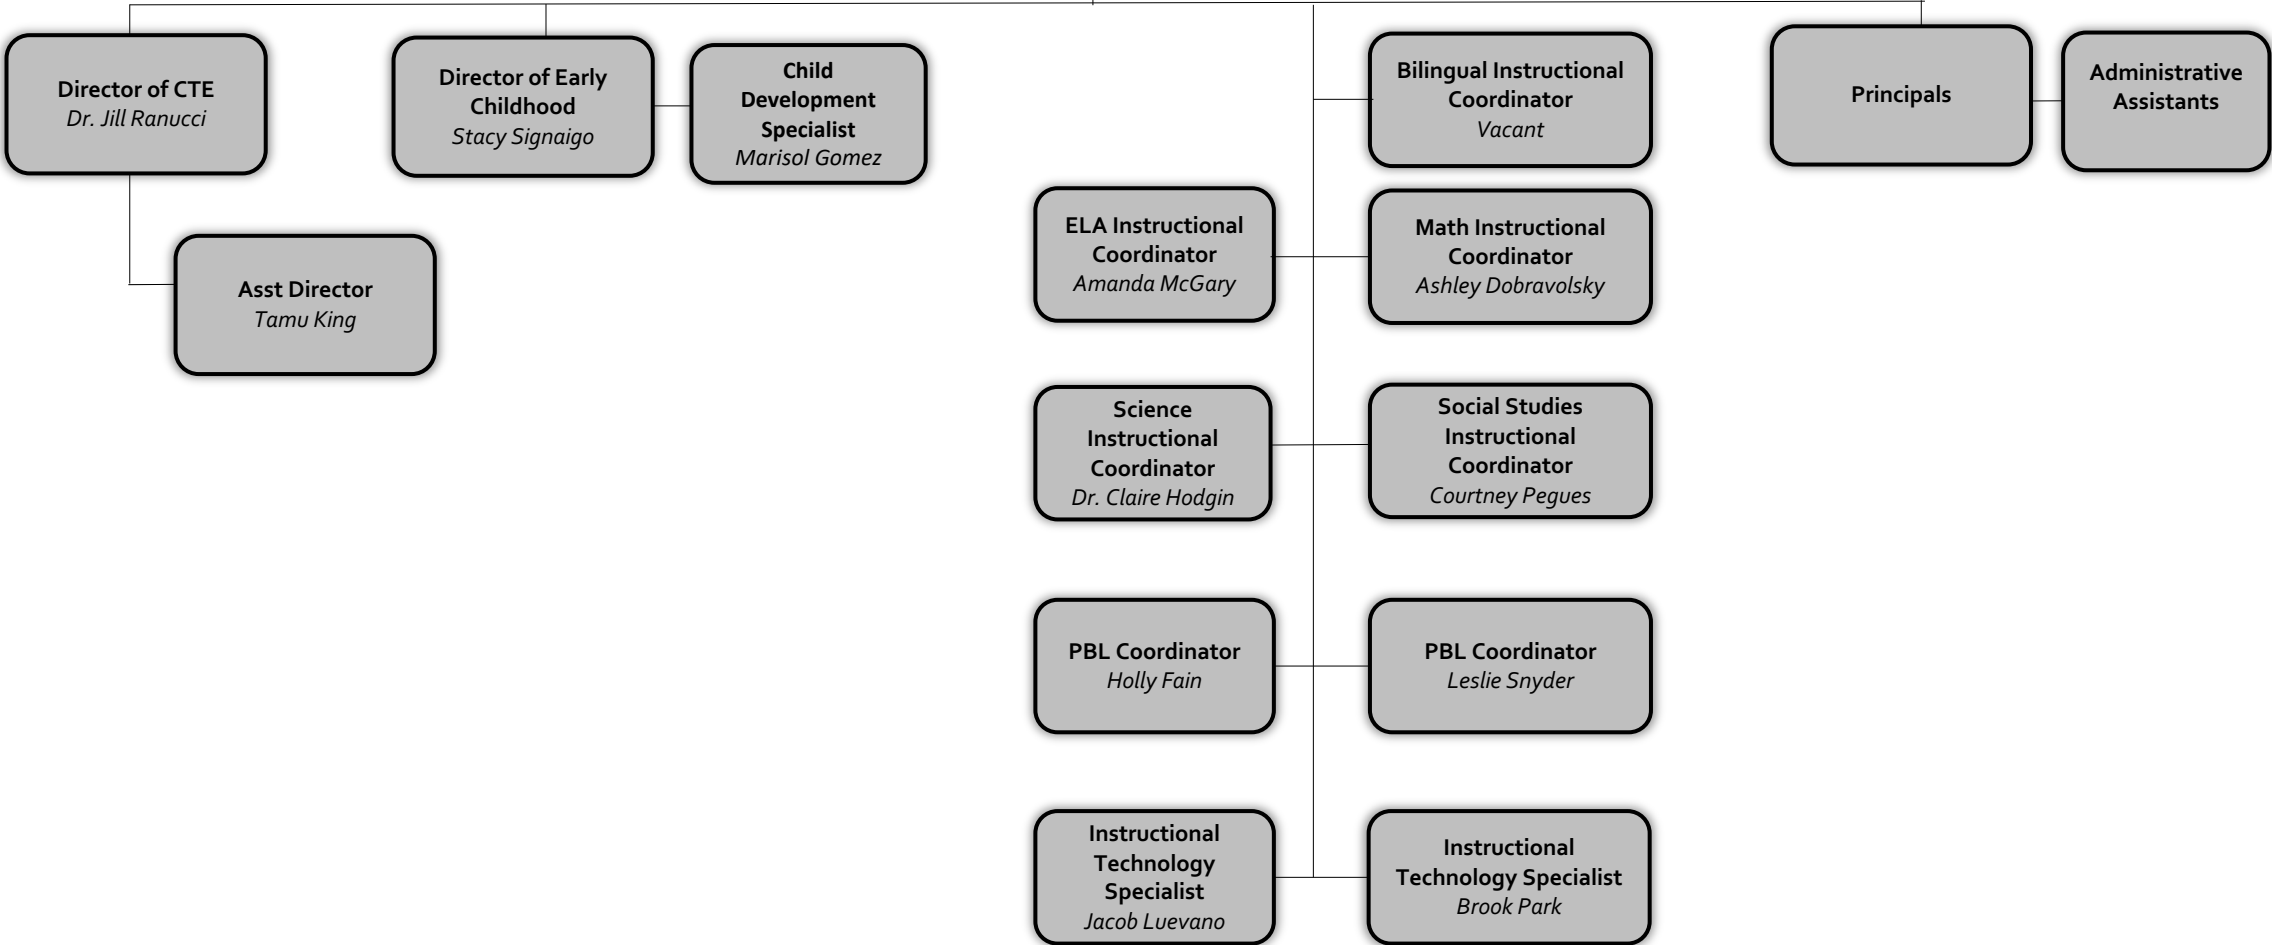 Director of CTE
Dr. Jill Ranucci
Director of Early
Childhood
Stacy Signaigo
Child
Development
Specialist
Marisol Gomez
Bilingual Instructional
Coordinator
Vacant
Principals
Administrative
Assistants
Asst Director
Tamu King
ELA Instructional
Coordinator
Amanda McGary
Math Instructional
Coordinator
Ashley Dobravolsky
Science
Instructional
Coordinator
Dr. Claire Hodgin
Social Studies
Instructional
Coordinator
Courtney Pegues
PBL Coordinator
Holly Fain
PBL Coordinator
Leslie Snyder
Instructional
Technology
Specialist
Jacob Luevano
Instructional
Technology Specialist
Brook Park